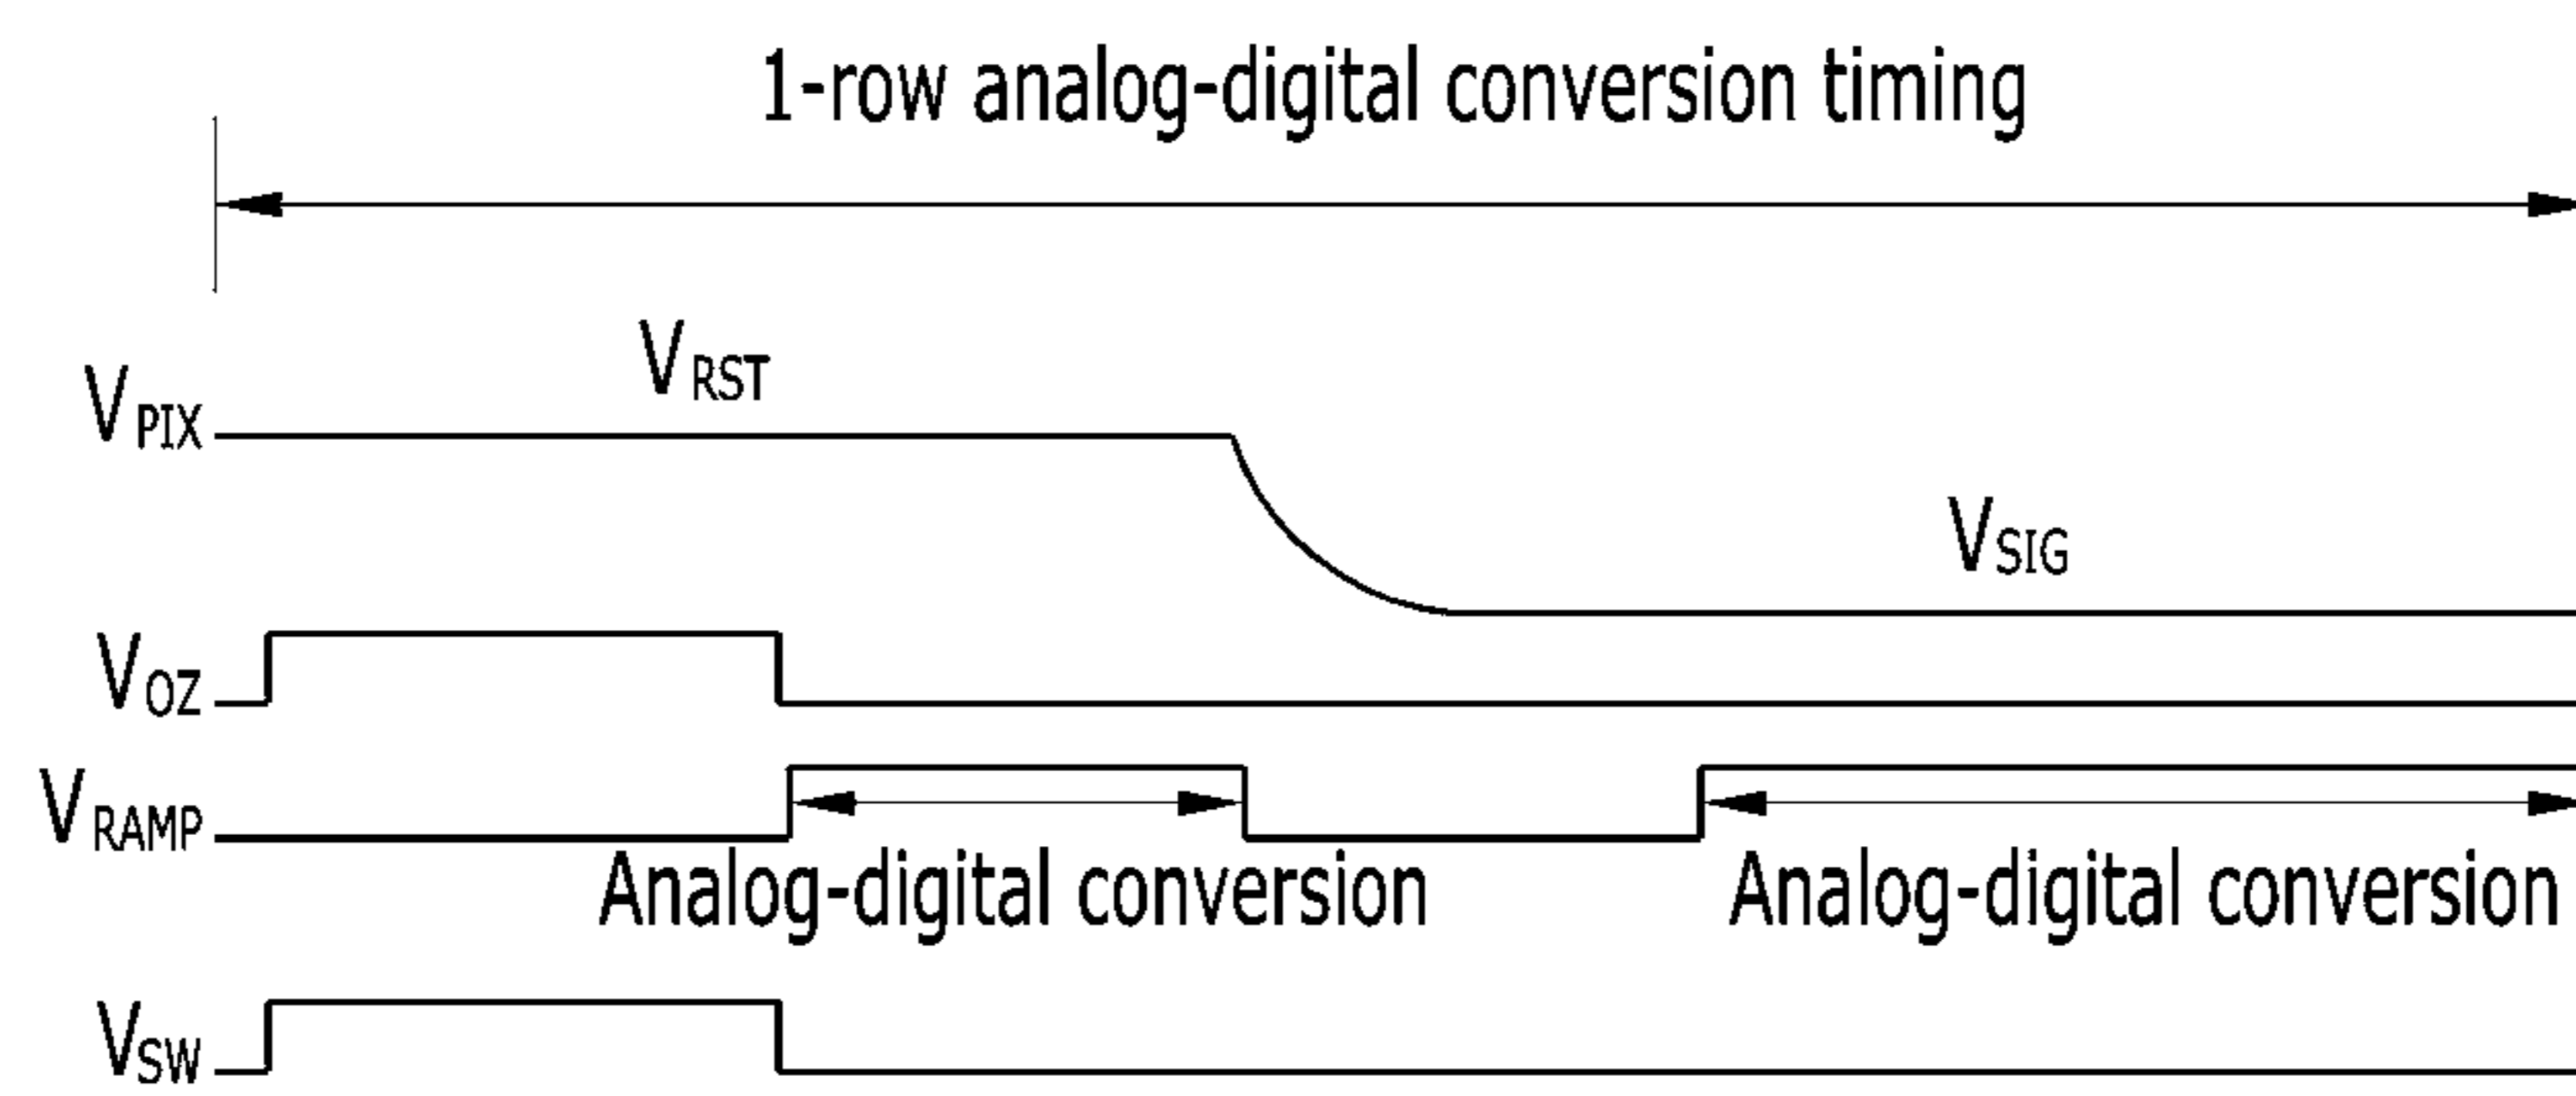 1-row analog-digital conversion timing
VRST
VPIX
VSIG
VOZ
VRAMP
Analog-digital conversion Analog-digital conversion
VSW